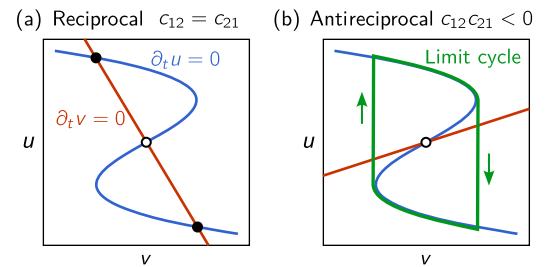 (a) Reciprocal c₁₂ = c₂₁
∂ₜu = 0
∂ₜv = 0
u
v
(b) Antireciprocal c₁₂c₂₁ < 0
Limit cycle
u
v